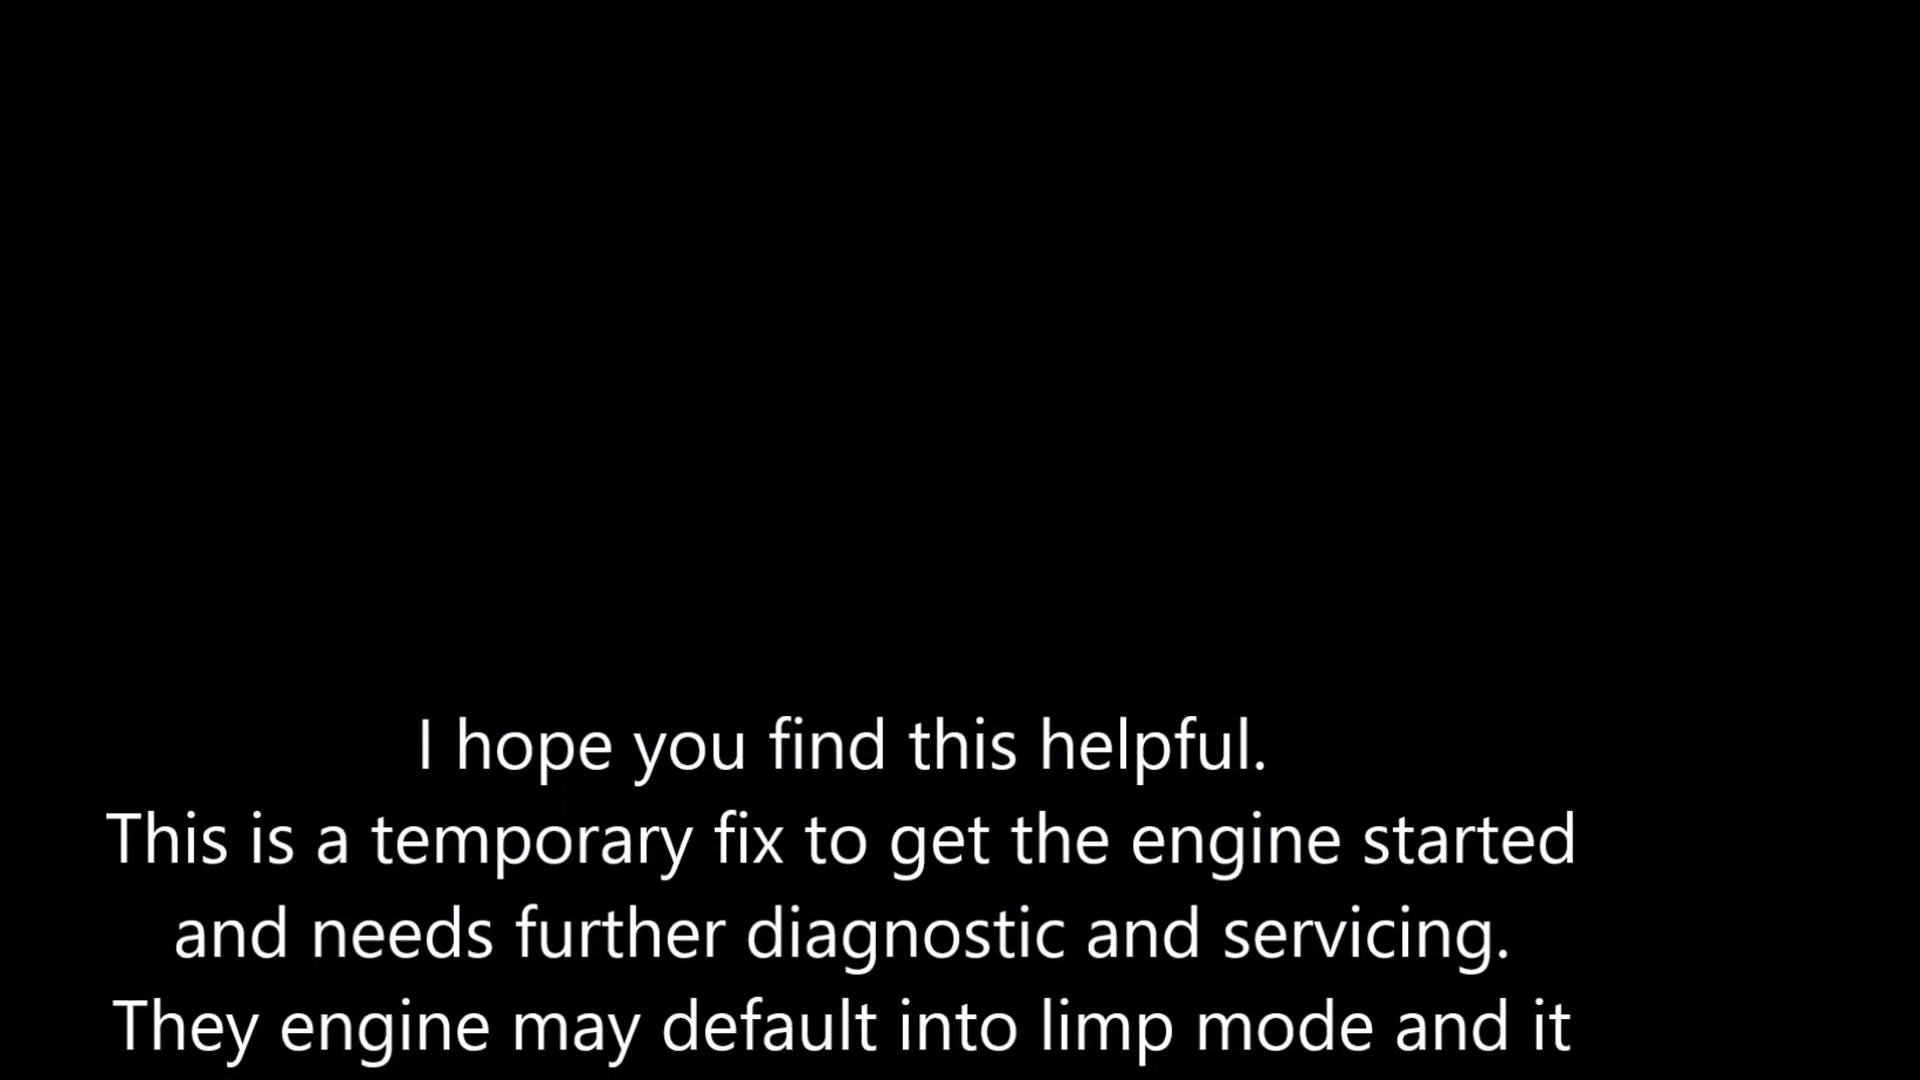 I hope you find this helpful.
This is a temporary fix to get the engine started
and needs further diagnostic and servicing.
They engine may default into limp mode and it